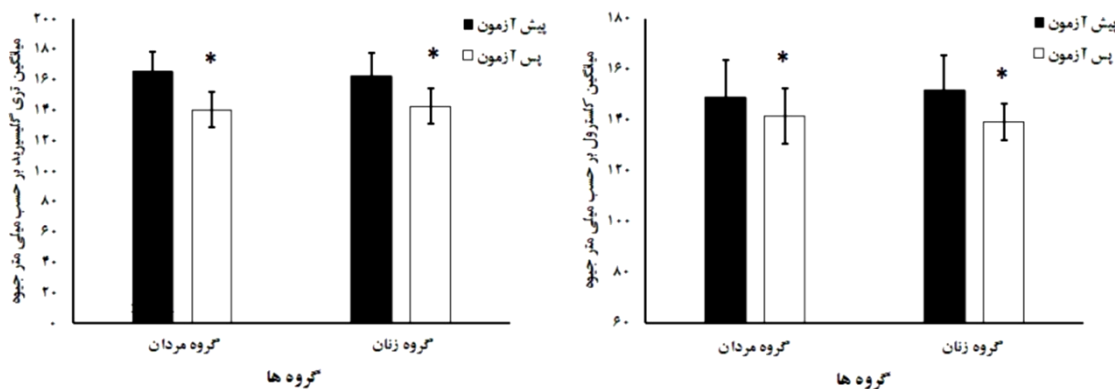 میانگین تری گلیسیرید بر حسب میلی متر جیوه
۲۰۰
۱۸۰
۱۶۰
۱۴۰
۱۲۰
۱۰۰
۸۰
۶۰
۴۰
۲۰
۰
پیش آزمون
پس آزمون
*
*
گروه مردان
گروه زنان
گروه ها
میانگین کلسترول بر حسب میلی متر جیوه
۱۸۰
۱۶۰
۱۴۰
۱۲۰
۱۰۰
۸۰
۶۰
پیش آزمون
پس آزمون
*
*
گروه مردان
گروه زنان
گروه ها